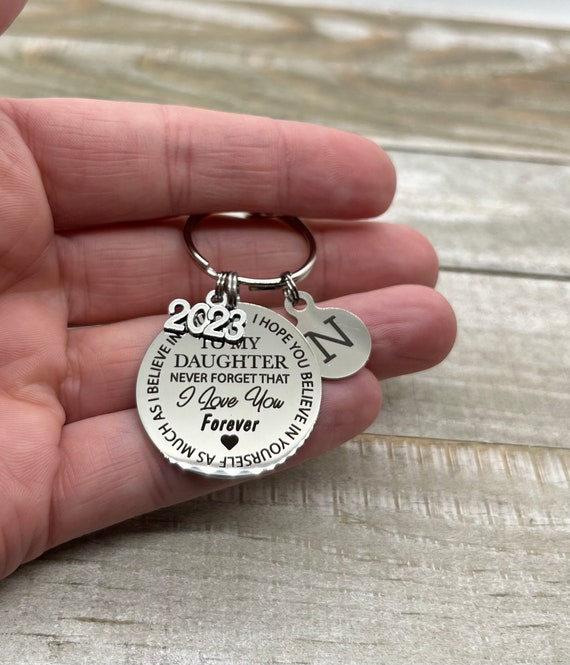 2023
N
I HOPE YOU BELIEVE IN YOURSELF AS MUCH AS I BELIEVE IN
TO MY
DAUGHTER
NEVER FORGET THAT
I Love You
Forever